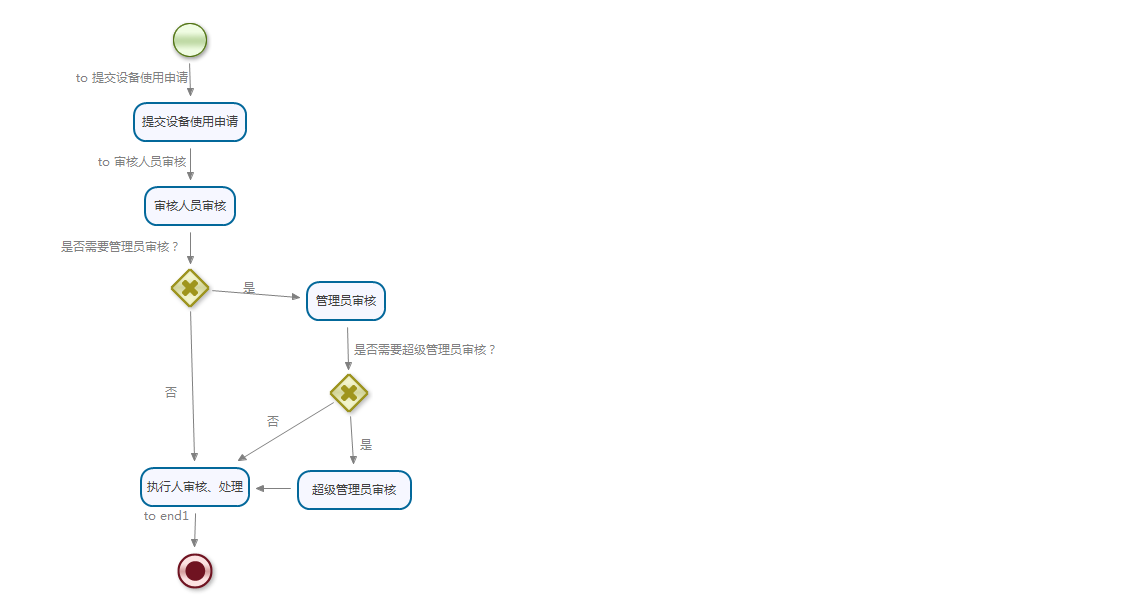 to 提交设备使用申请
提交设备使用申请
to 审核人员审核
审核人员审核
是否需要管理员审核？
是
管理员审核
是否需要超级管理员审核？
否
否
是
执行人审核、处理
超级管理员审核
to end1